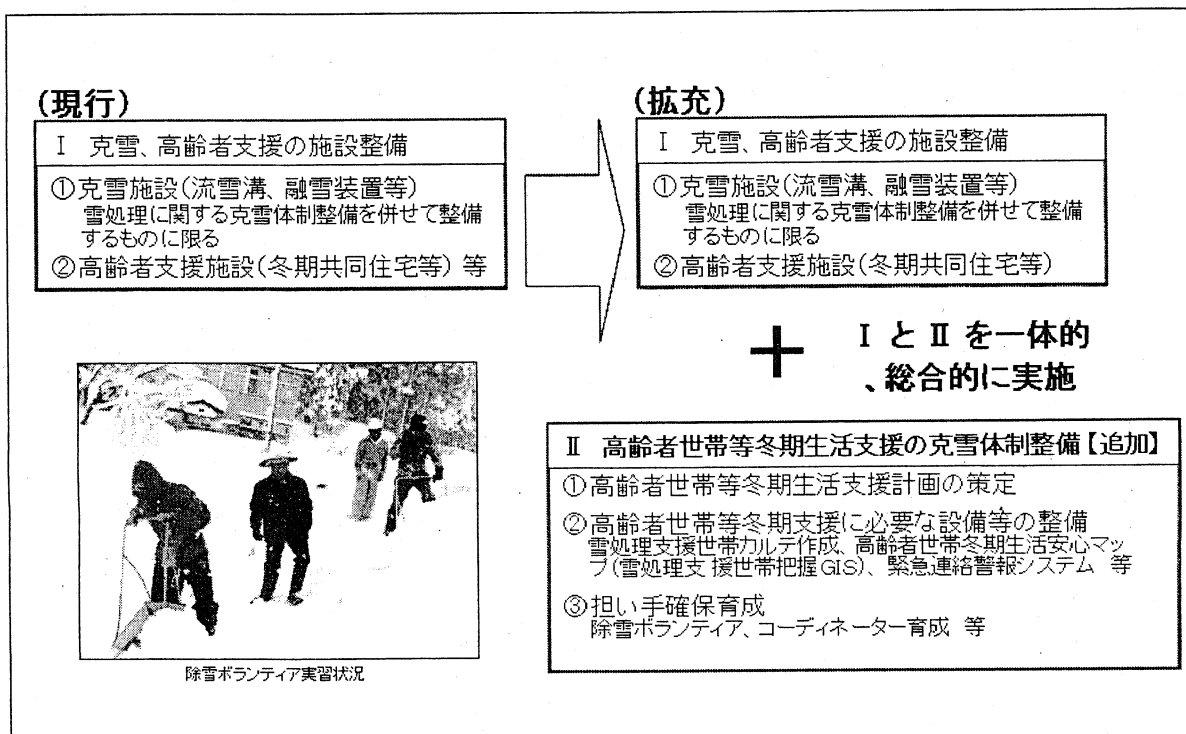 (現行)
Ⅰ 克雪、高齢者支援の施設整備
①克雪施設(流雪溝、融雪装置等)
雪処理に関する克雪体制整備を併せて整備
するものに限る
②高齢者支援施設(冬期共同住宅等) 等
除雪ボランティア実習状況
(拡充)
Ⅰ 克雪、高齢者支援の施設整備
①克雪施設(流雪溝、融雪装置等)
雪処理に関する克雪体制整備を併せて整備
するものに限る
②高齢者支援施設(冬期共同住宅等)
+ ⅠとⅡを一体的
、総合的に実施
Ⅱ 高齢者世帯等冬期生活支援の克雪体制整備【追加】
①高齢者世帯等冬期生活支援計画の策定
②高齢者世帯等冬期支援に必要な設備等の整備
雪処理支援世帯カルテ作成、高齢者世帯冬期生活安心マッ
プ(雪処理支 援世帯把握GIS)、緊急連絡警報システム 等
③担い手確保育成
除雪ボランティア、コーディネーター育成 等